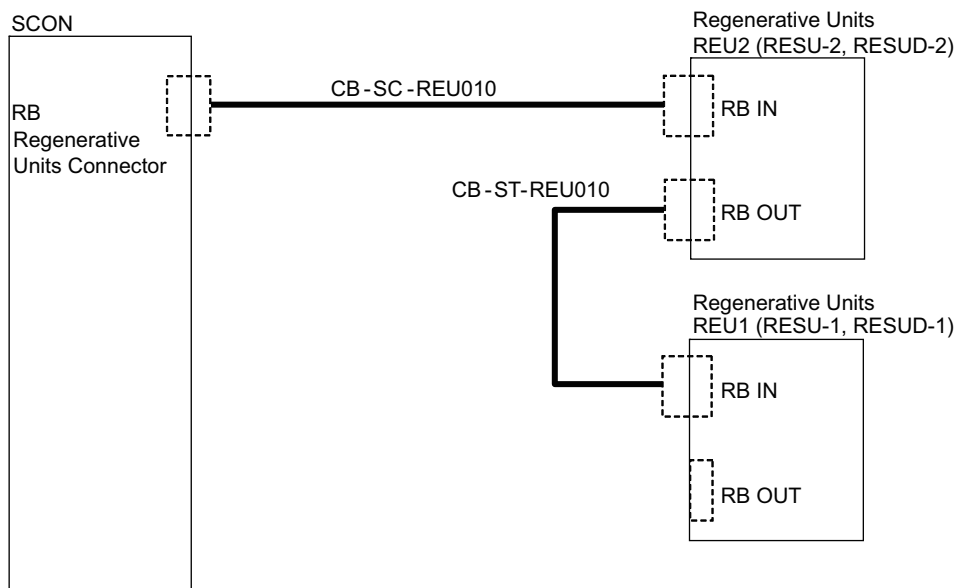 SCON
RB
Regenerative
Units Connector
CB-SC-REU010
Regenerative Units
REU2 (RESU-2, RESUD-2)
RB IN
CB-ST-REU010
RB OUT
Regenerative Units
REU1 (RESU-1, RESUD-1)
RB IN
RB OUT